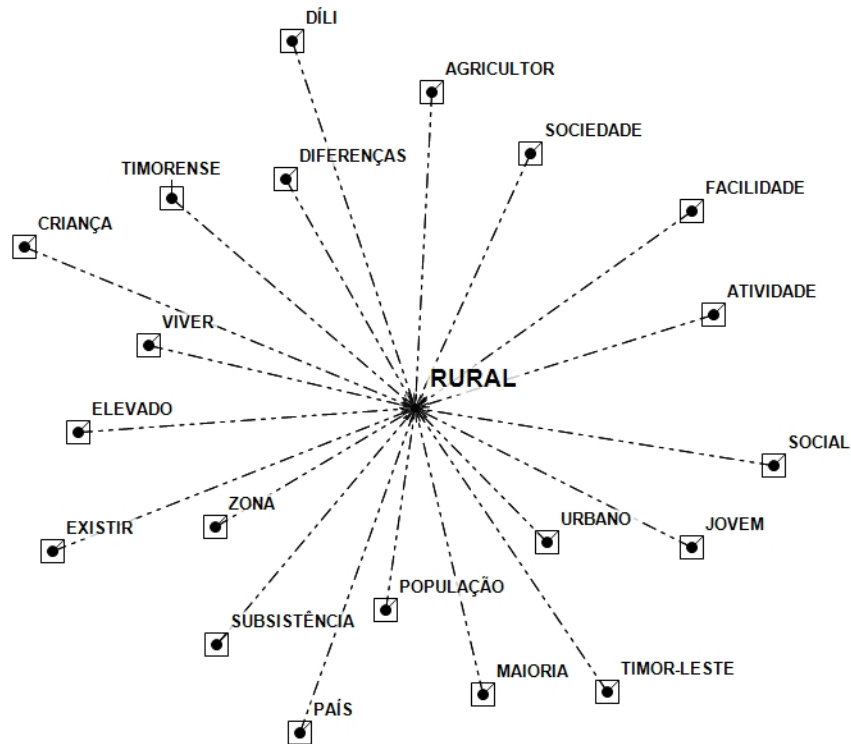 DÍLI
AGRICULTOR
SOCIEDADE
DIFERENÇAS
TIMORENSE
FACILIDADE
CRIANÇA
ATIVIDADE
VIVER
RURAL
ELEVADO
SOCIAL
ZONA
URBANO
EXISTIR
JOVEM
POPULAÇÃO
SUBSISTÊNCIA
MAIORIA
TIMOR-LESTE
PAÍS